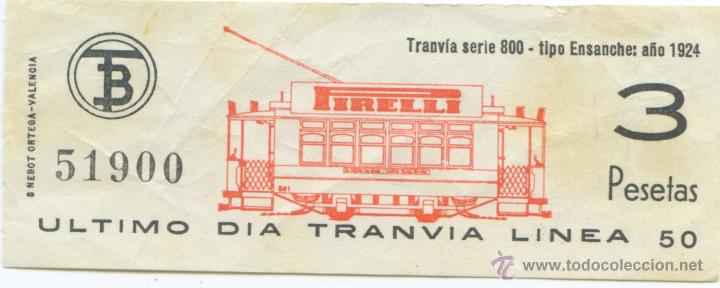 Tranvía serie 800 - tipo Ensanche: año 1924
TB
S NEBOT ORTEGA-VALENCIA
PIRELLI
3
51900
Pesetas
ULTIMO DIA TRANVIA LINEA 50
© www.todocoleccion.net